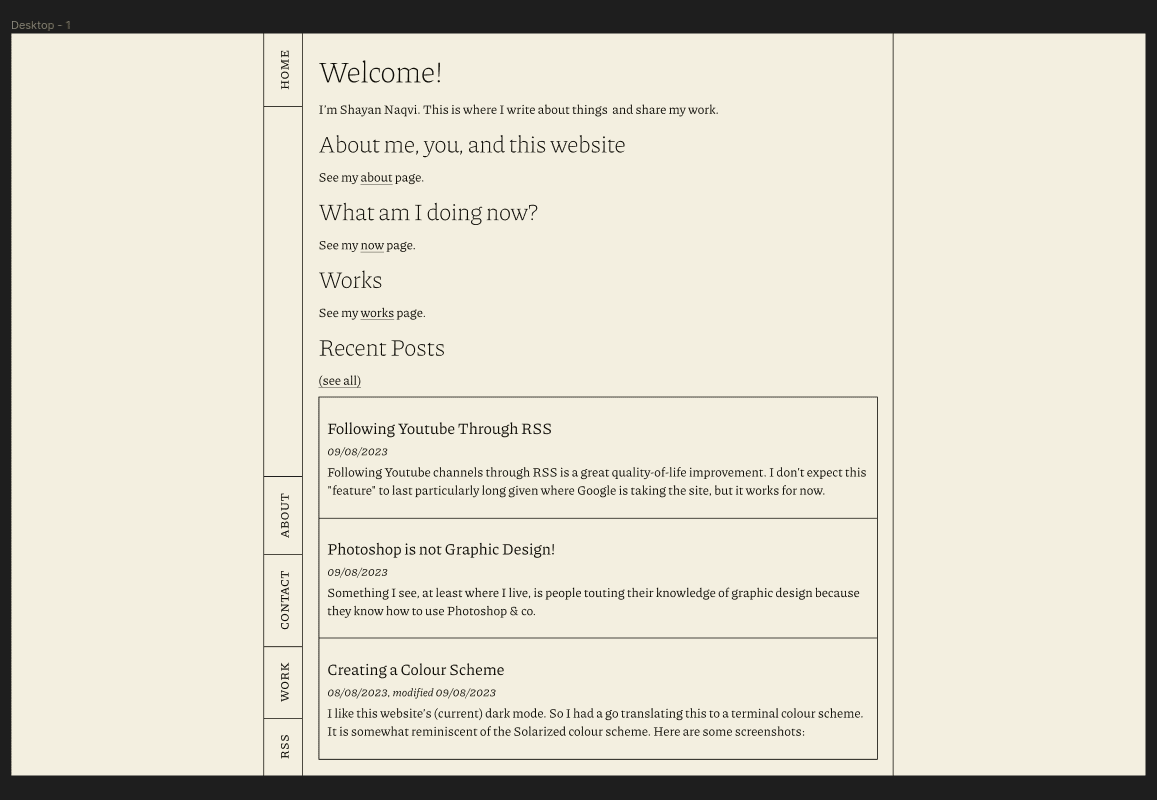 Desktop - 1
HOME
ABOUT
CONTACT
WORK
RSS
Welcome!
I'm Shayan Naqvi. This is where I write about things  and share my work.
About me, you, and this website
See my about page.
What am I doing now?
See my now page.
Works
See my works page.
Recent Posts
(see all)
Following Youtube Through RSS
09/08/2023
Following Youtube channels through RSS is a great quality-of-life improvement. I don't expect this
"feature" to last particularly long given where Google is taking the site, but it works for now.
Photoshop is not Graphic Design!
09/08/2023
Something I see, at least where I live, is people touting their knowledge of graphic design because
they know how to use Photoshop & co.
Creating a Colour Scheme
08/08/2023, modified 09/08/2023
I like this website's (current) dark mode. So I had a go translating this to a terminal colour scheme.
It is somewhat reminiscent of the Solarized colour scheme. Here are some screenshots: